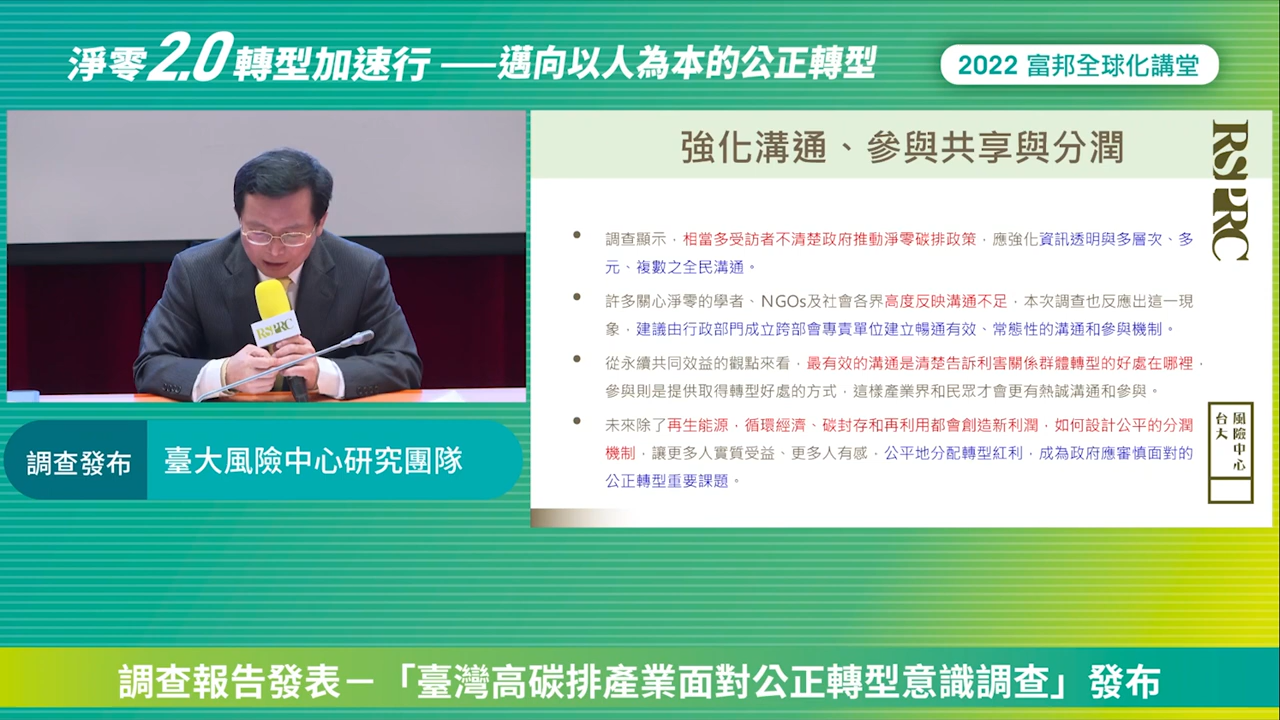 淨零2.0轉型加速行——邁向以人為本的公正轉型
2022 富邦全球化講堂
強化溝通、參與共享與分潤
RSPRC
• 調查顯示，相當多受訪者不清楚政府推動淨零碳排政策，應強化資訊透明與多層次、多
元、複數之全民溝通。
• 許多關心淨零的學者、NGOs及社會各界高度反映溝通不足，本次調查也反應出這一現
象，建議由行政部門成立跨部會專責單位建立暢通有效、常態性的溝通和參與機制。
• 從永續共同效益的觀點來看，最有效的溝通是清楚告訴利害關係群體轉型的好處在哪裡，
參與則是提供取得轉型好處的方式，這樣產業界和民眾才會更有熱誠溝通和參與。
• 未來除了再生能源，循環經濟、碳封存和再利用都會創造新利潤，如何設計公平的分潤
機制，讓更多人實質受益、更多人有感，公平地分配轉型紅利，成為政府應審慎面對的
公正轉型重要課題。
風險中心
台大
RSPRC
調查發布
臺大風險中心研究團隊
調查報告發表－「臺灣高碳排產業面對公正轉型意識調查」發布